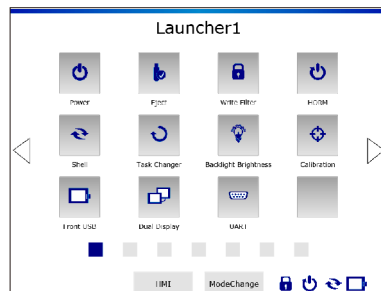 Launcher1
Power Eject Write Filter HORM
Shell Task Changer Backlight Brightness Calibration
Front USB Dual Display UART
HMI ModeChange